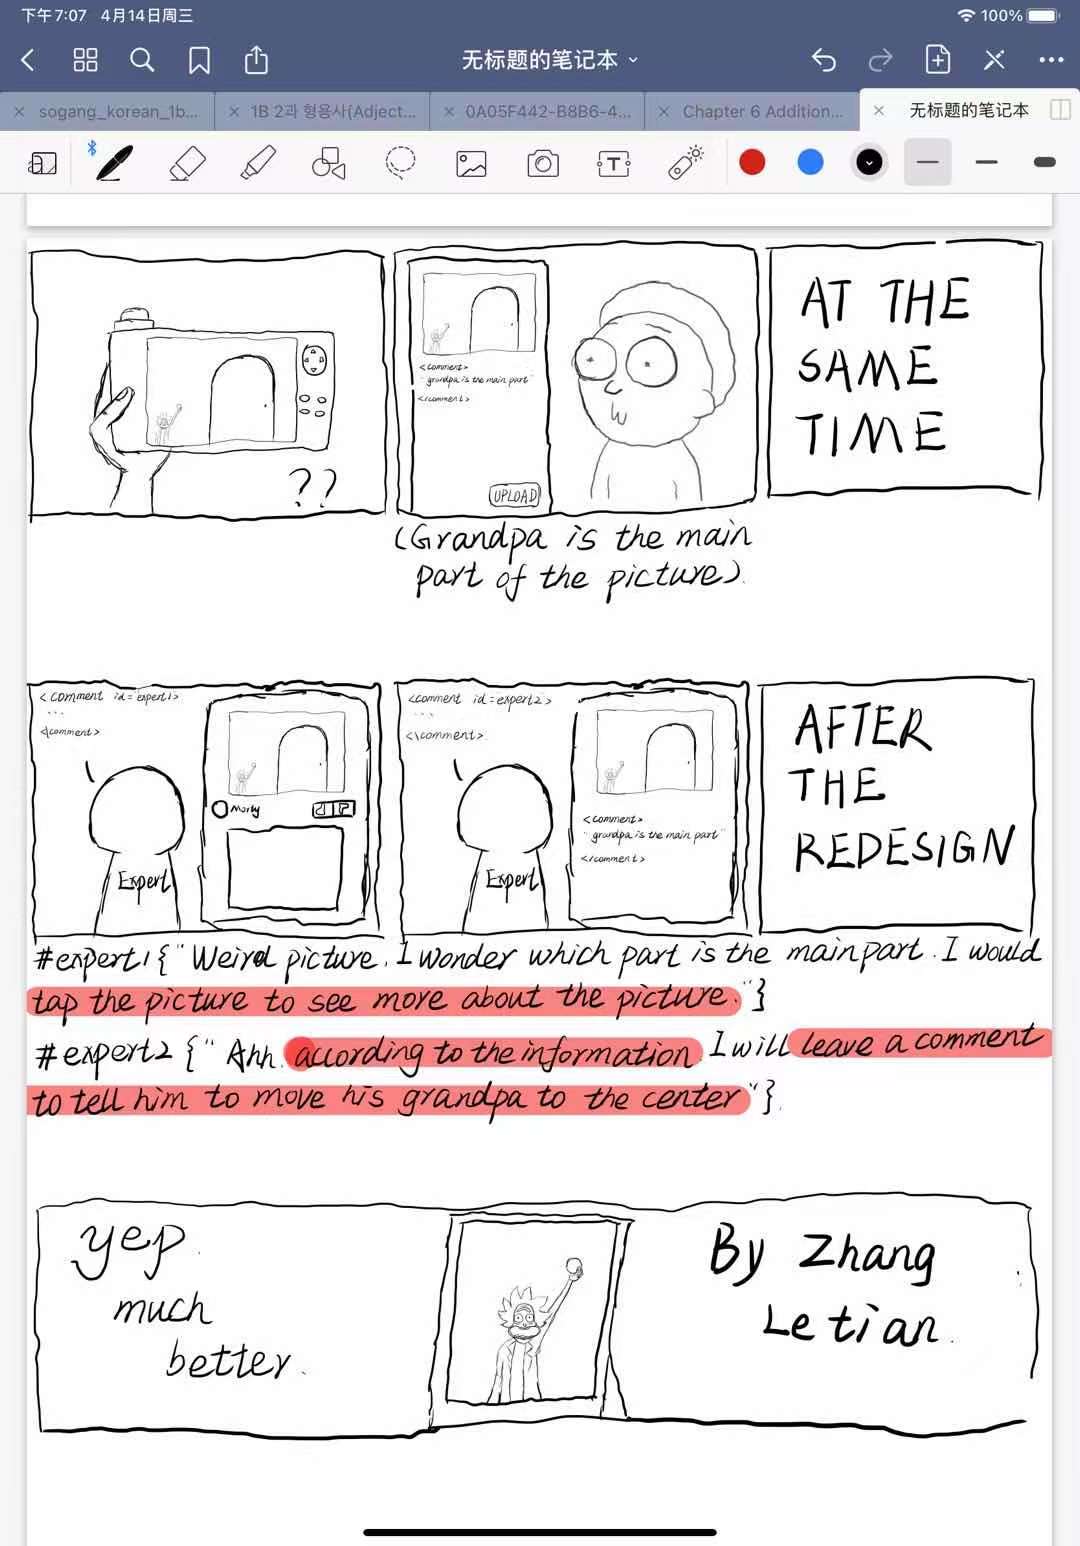 下午7:07 4月14日周三
100%
无标题的笔记本
sogang_korean_1b...
1B 2과 형용사(Adject...
0A05F442-B8B6-4...
Chapter 6 Addition...
无标题的笔记本
T
??
<comment>
"grandpa is the main part"
</comment>
UPLOAD
(Grandpa is the main
part of the picture).
AT THE
SAME
TIME
<comment id="expert1>
...
<\comment>
Expert
Morty
<comment id=expert2>
...
<\comment>
Expert
<comment>
"grandpa is the main part"
</comment>
AFTER
THE
REDESIGN
#expert1{"Weird picture. I wonder which part is the main part. I would
tap the picture to see more about the picture."}
#expert2{"Ahh. according to the information. I will leave a comment
to tell him to move his grandpa to the center"}.
yep.
much
better.
By Zhang
Letian.